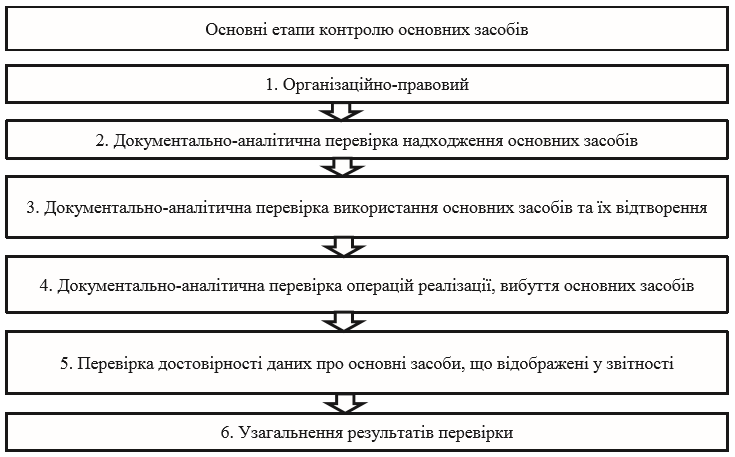 Основні етапи контролю основних засобів
1. Організаційно-правовий
2. Документально-аналітична перевірка надходження основних засобів
3. Документально-аналітична перевірка використання основних засобів та їх відтворення
4. Документально-аналітична перевірка операцій реалізації, вибуття основних засобів
5. Перевірка достовірності даних про основні засоби, що відображені у звітності
6. Узагальнення результатів перевірки